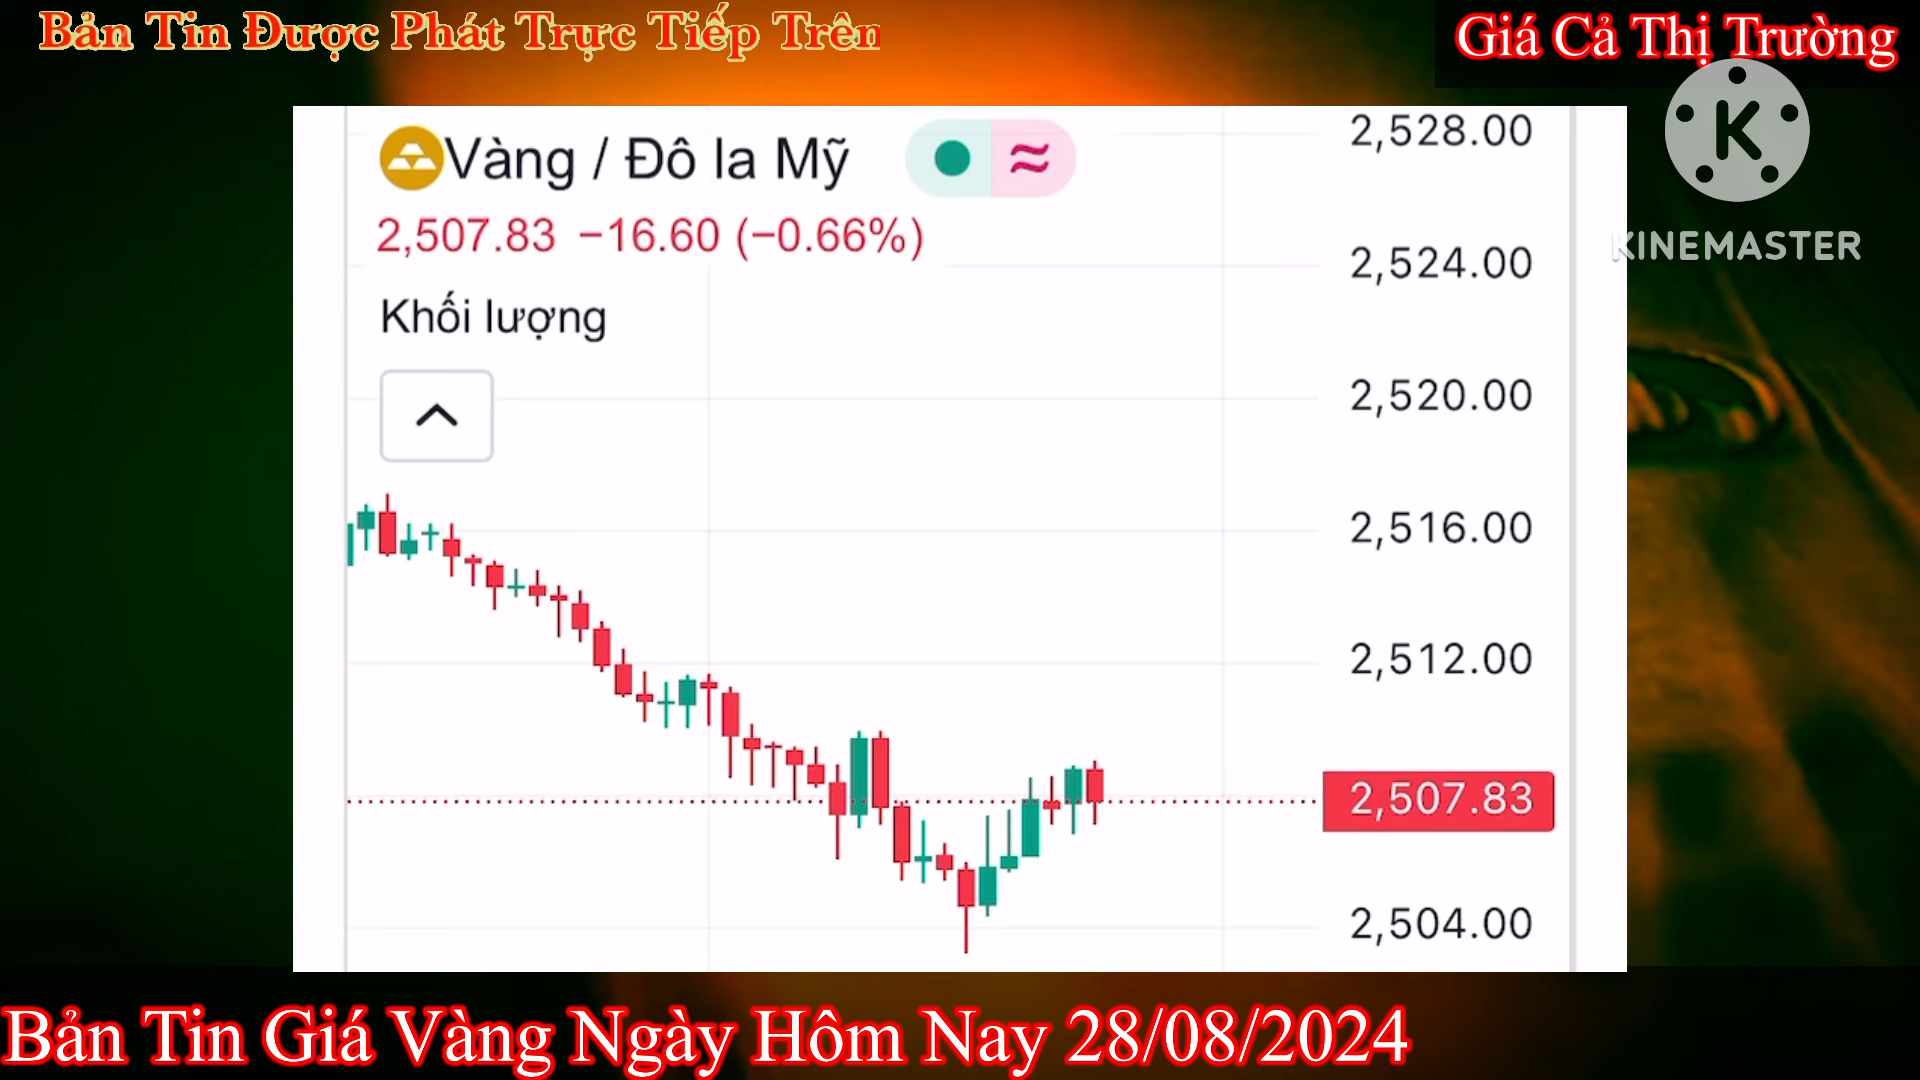 Bản Tin Được Phát Trực Tiếp Trên
Giá Cả Thị Trường
K
KINEMASTER
Vàng / Đô la Mỹ
2,507.83 −16.60 (−0.66%)
Khối lượng
2,528.00
2,524.00
2,520.00
2,516.00
2,512.00
2,507.83
2,504.00
Bản Tin Giá Vàng Ngày Hôm Nay 28/08/2024